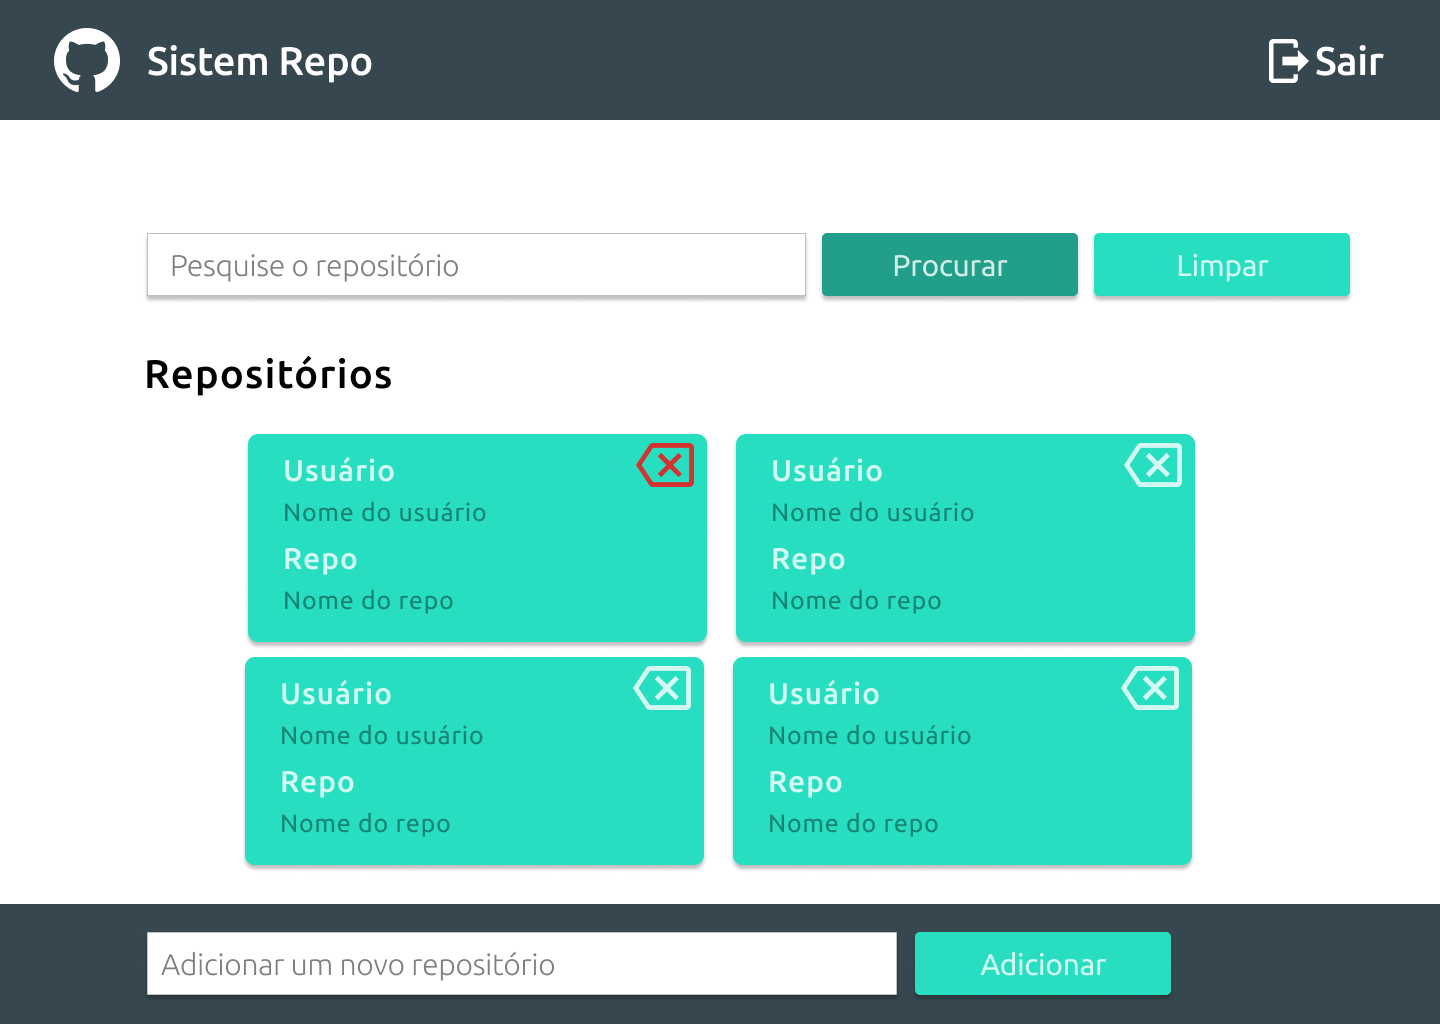 Sistem Repo
Sair
Pesquise o repositório
Procurar
Limpar
Repositórios
Usuário
Nome do usuário
Repo
Nome do repo
Usuário
Nome do usuário
Repo
Nome do repo
Usuário
Nome do usuário
Repo
Nome do repo
Usuário
Nome do usuário
Repo
Nome do repo
Adicionar um novo repositório
Adicionar